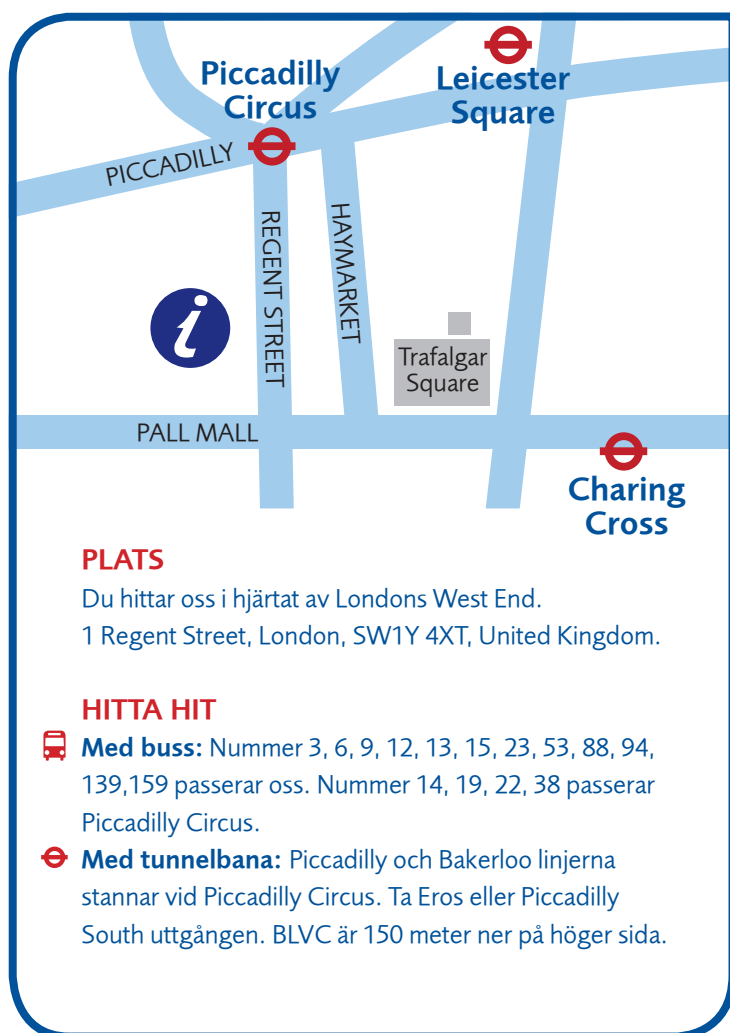 Piccadilly
Circus
Leicester
Square
PICCADILLY
REGENT STREET
HAYMARKET
i
Trafalgar
Square
PALL MALL
Charing
Cross
PLATS
Du hittar oss i hjärtat av Londons West End.
1 Regent Street, London, SW1Y 4XT, United Kingdom.
HITTA HIT
Med buss: Nummer 3, 6, 9, 12, 13, 15, 23, 53, 88, 94,
139,159 passerar oss. Nummer 14, 19, 22, 38 passerar
Piccadilly Circus.
Med tunnelbana: Piccadilly och Bakerloo linjerna
stannar vid Piccadilly Circus. Ta Eros eller Piccadilly
South uttgången. BLVC är 150 meter ner på höger sida.